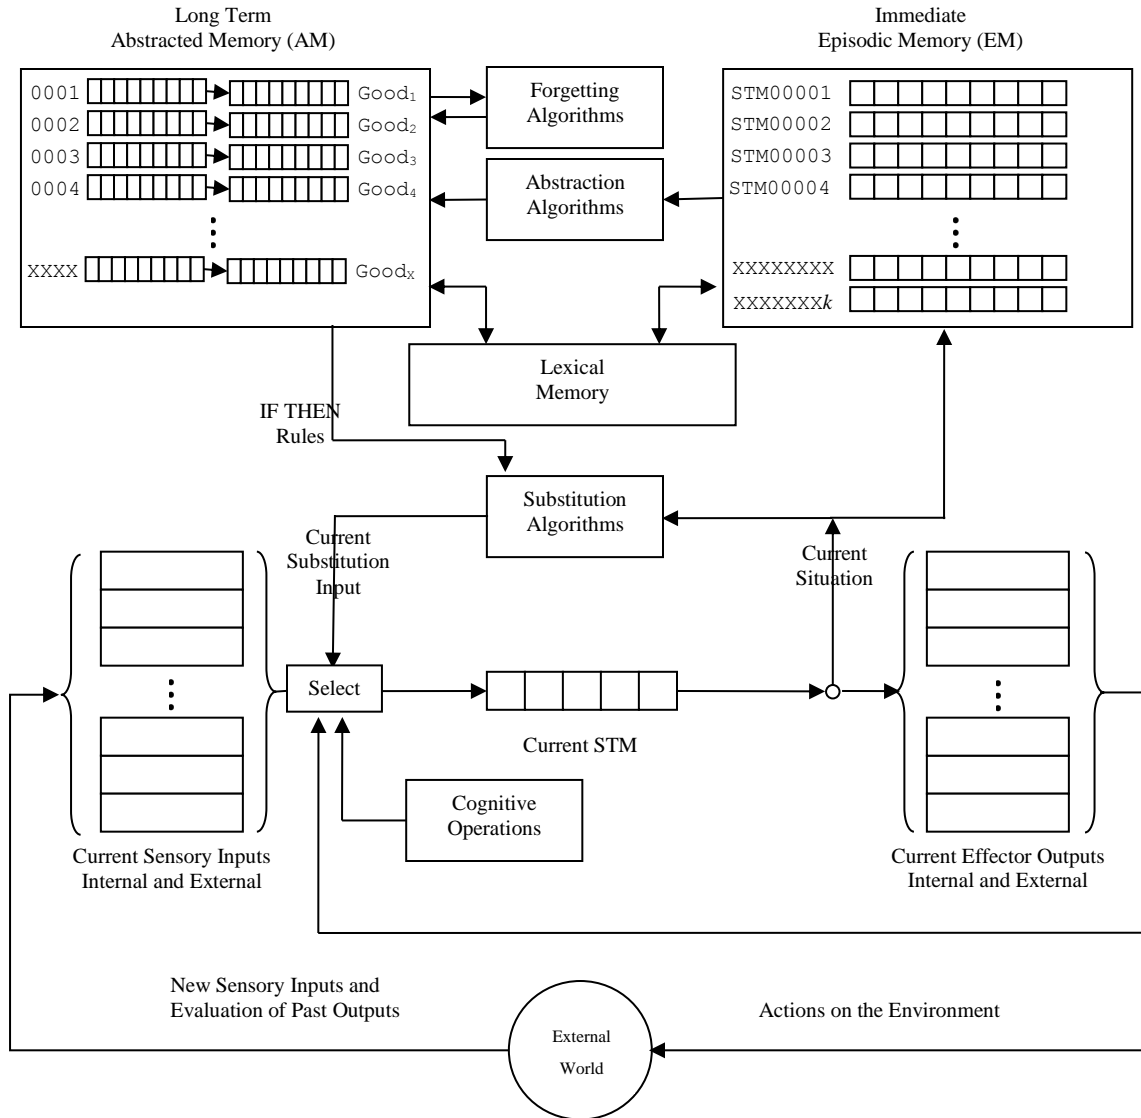 Long Term
Abstracted Memory (AM)
Immediate
Episodic Memory (EM)
0001
Good₁
0002
Good₂
0003
Good₃
0004
Good₄
XXXX
Goodₓ
Forgetting
Algorithms
Abstraction
Algorithms
STM00001
STM00002
STM00003
STM00004
XXXXXXXX
XXXXXXXk
Lexical
Memory
IF THEN
Rules
Substitution
Algorithms
Current
Substitution
Input
Current
Situation
Select
Current STM
Cognitive
Operations
Current Sensory Inputs
Internal and External
Current Effector Outputs
Internal and External
New Sensory Inputs and
Evaluation of Past Outputs
External
World
Actions on the Environment